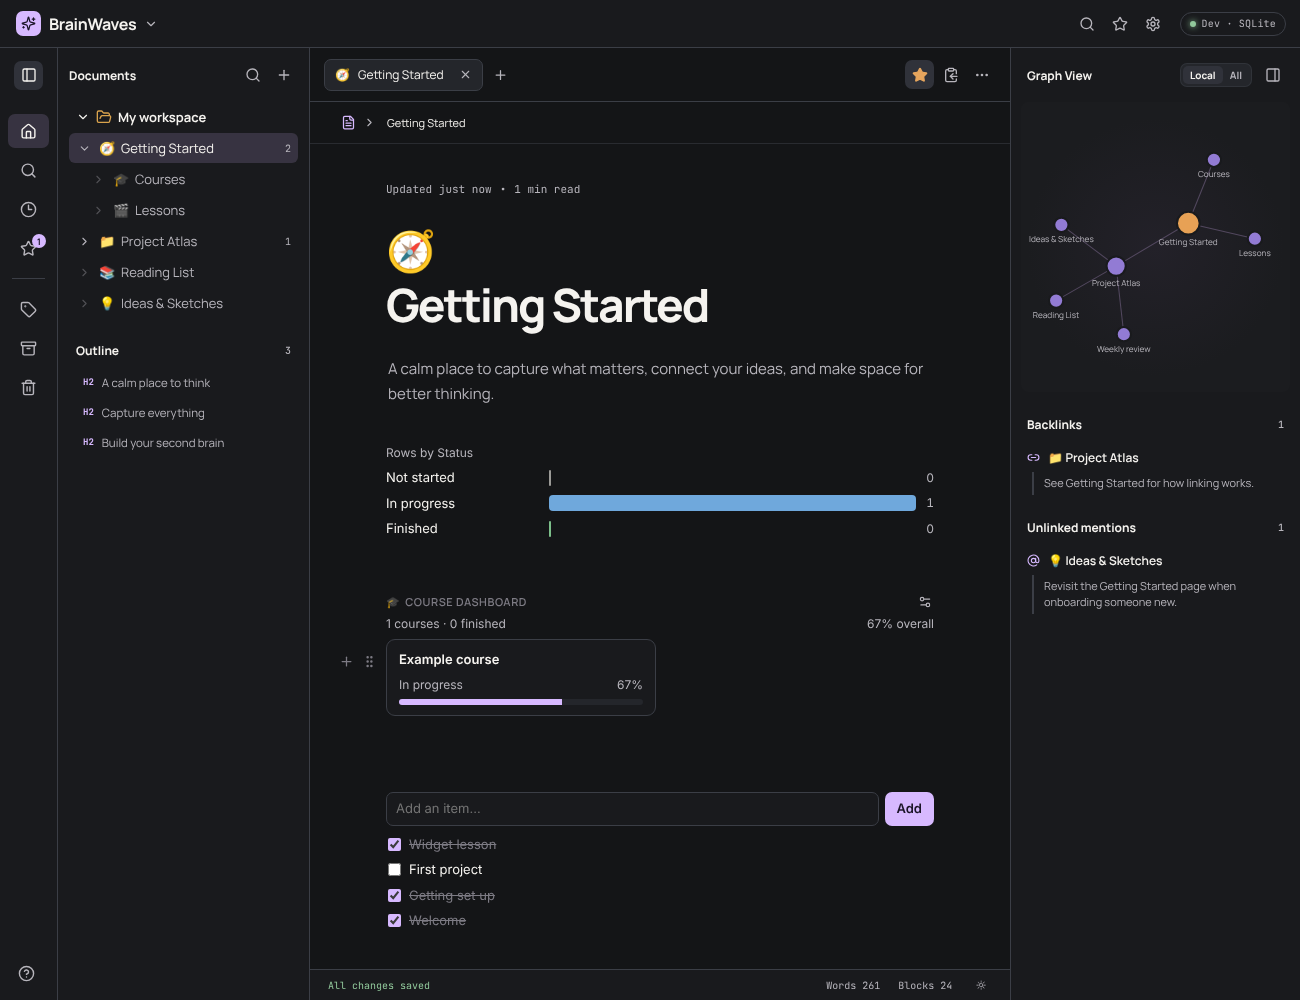 BrainWaves
Dev · SQLite
Documents
My workspace
Getting Started 2
Courses
Lessons
Project Atlas 1
Reading List
Ideas & Sketches
1
Outline 3
H2 A calm place to think
H2 Capture everything
H2 Build your second brain
Getting Started
Getting Started
Updated just now • 1 min read
Getting Started
A calm place to capture what matters, connect your ideas, and make space for
better thinking.
Rows by Status
Not started 0
In progress 1
Finished 0
COURSE DASHBOARD
1 courses · 0 finished 67% overall
Example course
In progress 67%
Add an item... Add
Widget lesson
First project
Getting set up
Welcome
All changes saved Words 261 Blocks 24
Graph View Local All
Courses
Ideas & Sketches
Getting Started
Lessons
Project Atlas
Reading List
Weekly review
Backlinks 1
Project Atlas
See Getting Started for how linking works.
Unlinked mentions 1
Ideas & Sketches
Revisit the Getting Started page when
onboarding someone new.